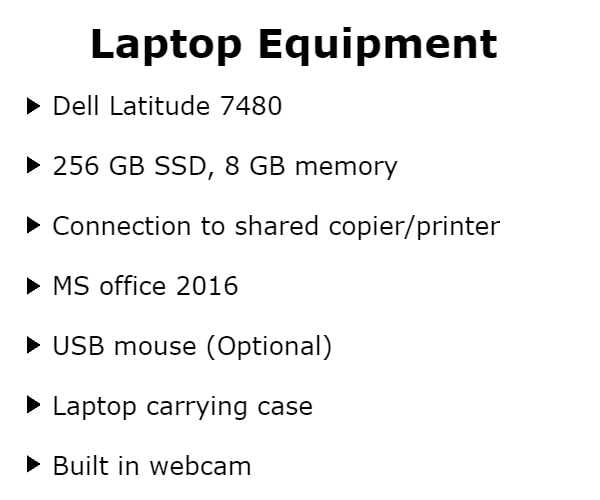 Laptop Equipment
Dell Latitude 7480
256 GB SSD, 8 GB memory
Connection to shared copier/printer
MS office 2016
USB mouse (Optional)
Laptop carrying case
Built in webcam